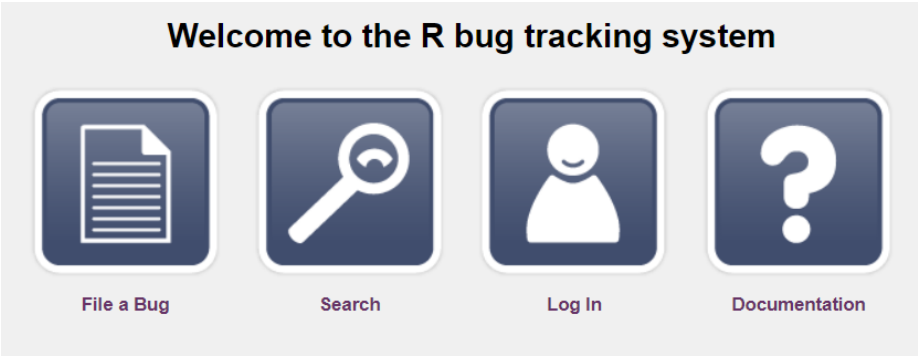 Welcome to the R bug tracking system
File a Bug
Search
Log In
Documentation